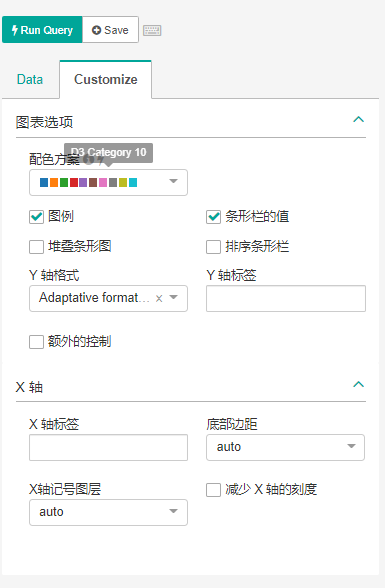 Run Query Save
Data Customize
图表选项
D3 Category 10
配色方案
图例 条形栏的值
堆叠条形图 排序条形栏
Y 轴格式 Y 轴标签
Adaptative format... ×
额外的控制
X 轴
X 轴标签 底部边距
auto
X轴记号图层 减少 X 轴的刻度
auto